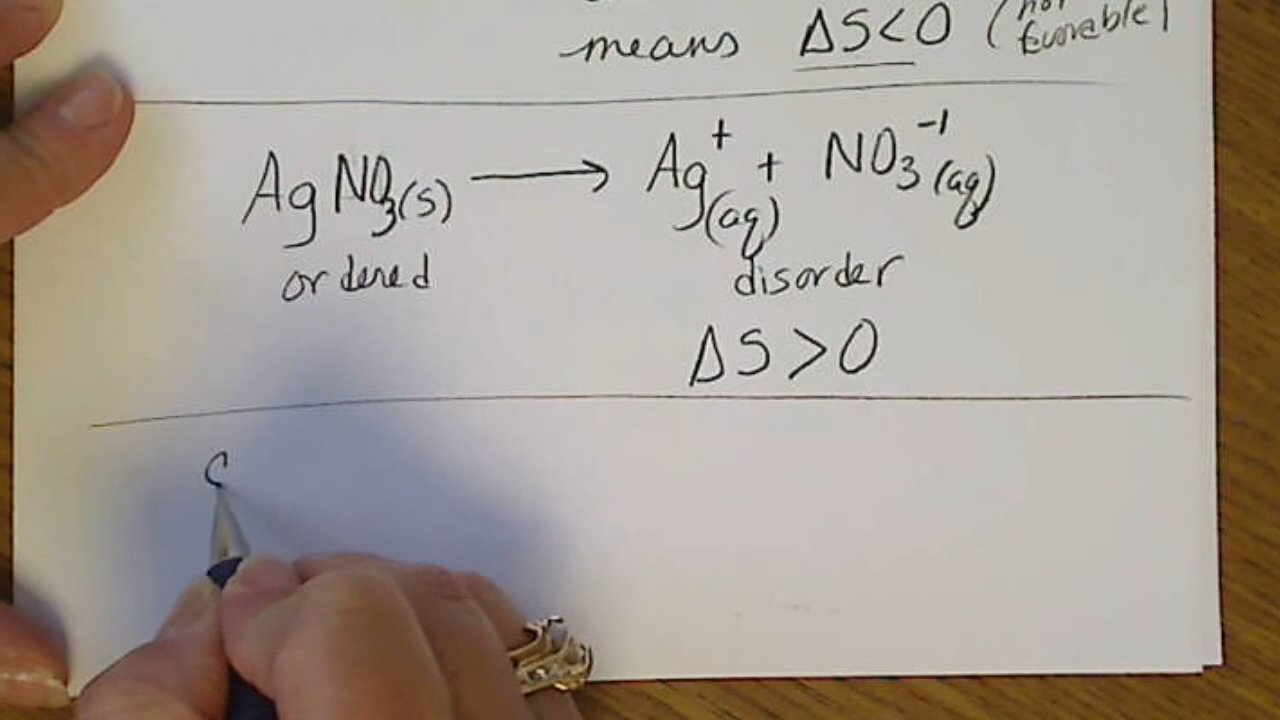 means ΔS<0 (not favorable)
AgNO₃(s) ⟶ Ag⁺(aq) + NO₃⁻¹(aq)
ordered disorder
ΔS>0
C